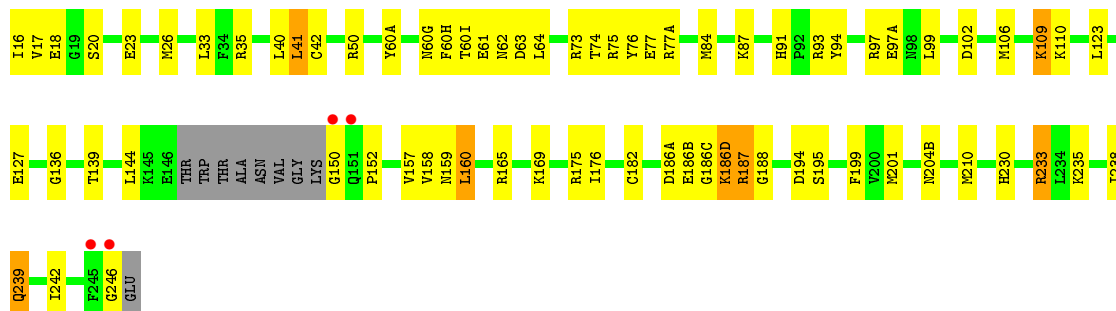 I16 V17 E18 G19 S20 E23 M26 L33 F34 R35 L40 L41 C42 R50 Y60A N60G F60H T60I E61 N62 D63 L64 R73 T74 R75 Y76 E77 R77A M84 K87 H91 P92 R93 Y94 R97 E97A N98 L99 D102 M106 K109 K110 L123
E127 G136 T139 L144 K145 E146 THR TRP THR ALA ASN VAL GLY LYS G150 Q151 P152 V157 V158 N159 L160 R165 K169 R175 I176 C182 D186A E186B G186C K186D R187 G188 D194 S195 F199 V200 M201 N204B M210 H230 R233 L234 K235
Q239 I242 F245 G246 GLU